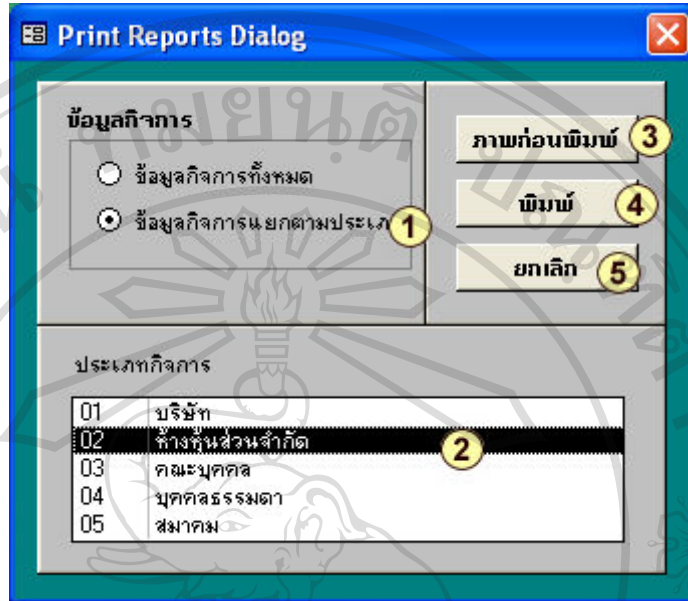 Print Reports Dialog
ข้อมูลกิจการ
ข้อมูลกิจการทั้งหมด
ข้อมูลกิจการแยกตามประเภ 1
ภาพก่อนพิมพ์ 3
พิมพ์ 4
ยกเลิก 5
ประเภทกิจการ
01 บริษัท
02 ห้างหุ้นส่วนจำกัด 2
03 คณะบุคคล
04 บุคคลธรรมดา
05 สมาคม